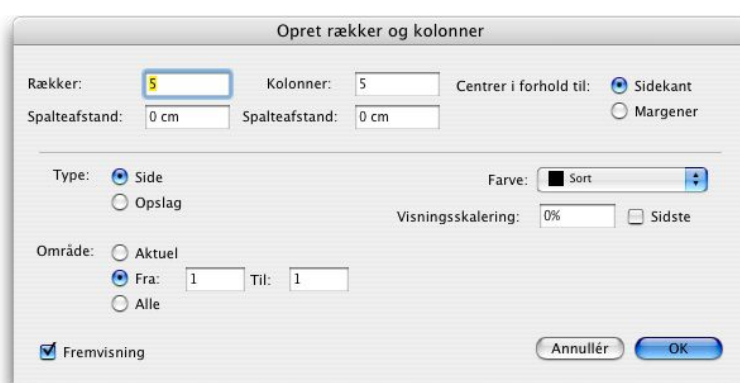 Opret rækker og kolonner
Rækker: 5 Kolonner: 5 Centrer i forhold til: Sidekant
Spalteafstand: 0 cm Spalteafstand: 0 cm Margener
Type: Side Farve: Sort
Opslag
Visningsskalering: 0% Sidste
Område: Aktuel
Fra: 1 Til: 1
Alle
Fremvisning Annullér OK